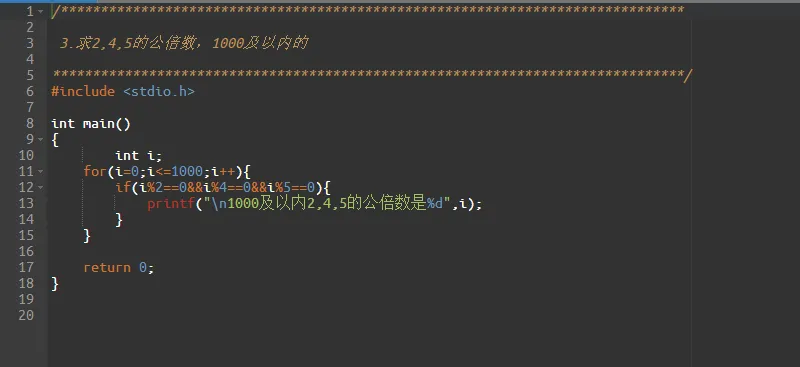 1 /*******************************************************************************
2
3 3.求2,4,5的公倍数，1000及以内的
4
5 ********************************************************************************/
6 #include <stdio.h>
7
8 int main()
9 {
10 int i;
11 for(i=0;i<=1000;i++){
12 if(i%2==0&&i%4==0&&i%5==0){
13 printf("\n1000及以内2,4,5的公倍数是%d",i);
14 }
15 }
16
17 return 0;
18 }
19
20